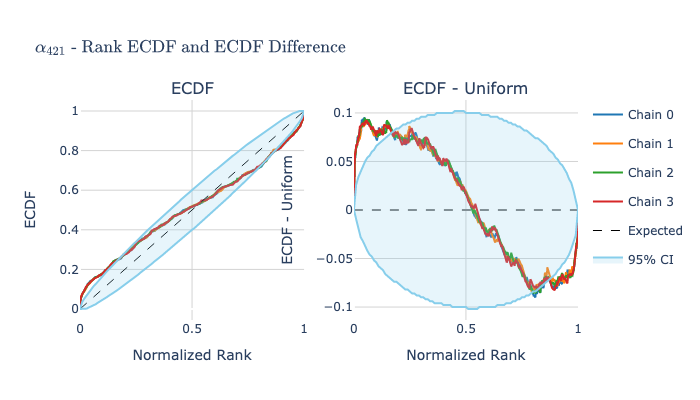 α421 - Rank ECDF and ECDF Difference
ECDF
ECDF - Uniform
ECDF
1
0.8
0.6
0.4
0.2
0
0
0.5
1
Normalized Rank
ECDF - Uniform
0.1
0.05
0
−0.05
−0.1
0
0.5
1
Normalized Rank
Chain 0
Chain 1
Chain 2
Chain 3
Expected
95% CI